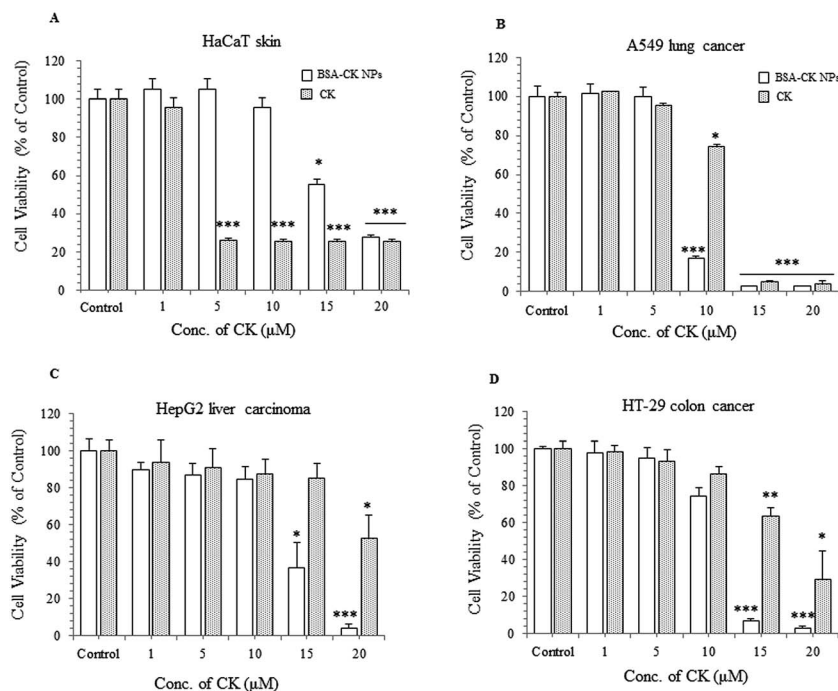 A
HaCaT skin
BSA-CK NPs
CK
Cell Viability (% of Control)
120
100
80
60
40
20
0
***
***
*
***
***
Control 1 5 10 15 20
Conc. of CK (µM)
B
A549 lung cancer
BSA-CK NPs
CK
Cell Viability (% of Control)
120
100
80
60
40
20
0
***
*
***
Control 1 5 10 15 20
Conc. of CK (µM)
C
HepG2 liver carcinoma
Cell Viability (% of Control)
120
100
80
60
40
20
0
*
***
*
Control 1 5 10 15 20
Conc. of CK (µM)
D
HT-29 colon cancer
Cell Viability (% of Control)
120
100
80
60
40
20
0
***
**
***
*
Control 1 5 10 15 20
Conc. of CK (µM)